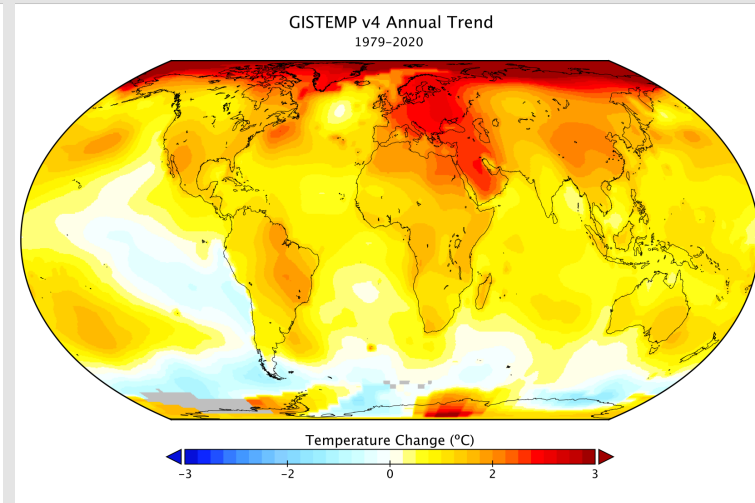 GISTEMP v4 Annual Trend
1979–2020
Temperature Change (ºC)
-3 -2 0 2 3